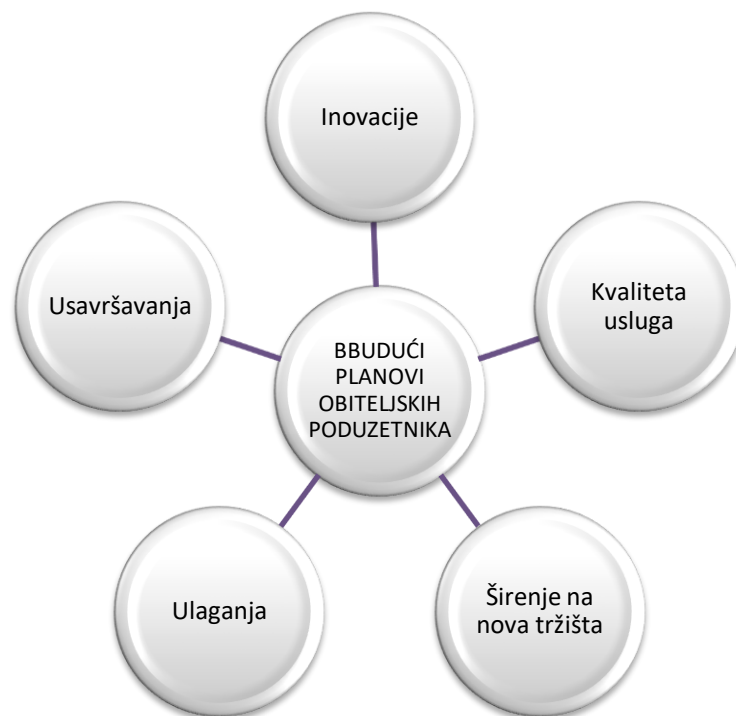 Inovacije
Kvaliteta
usluga
Usavršavanja
BBUDUĆI
PLANOVI
OBITELJSKIH
PODUZETNIKA
Širenje na
nova tržišta
Ulaganja